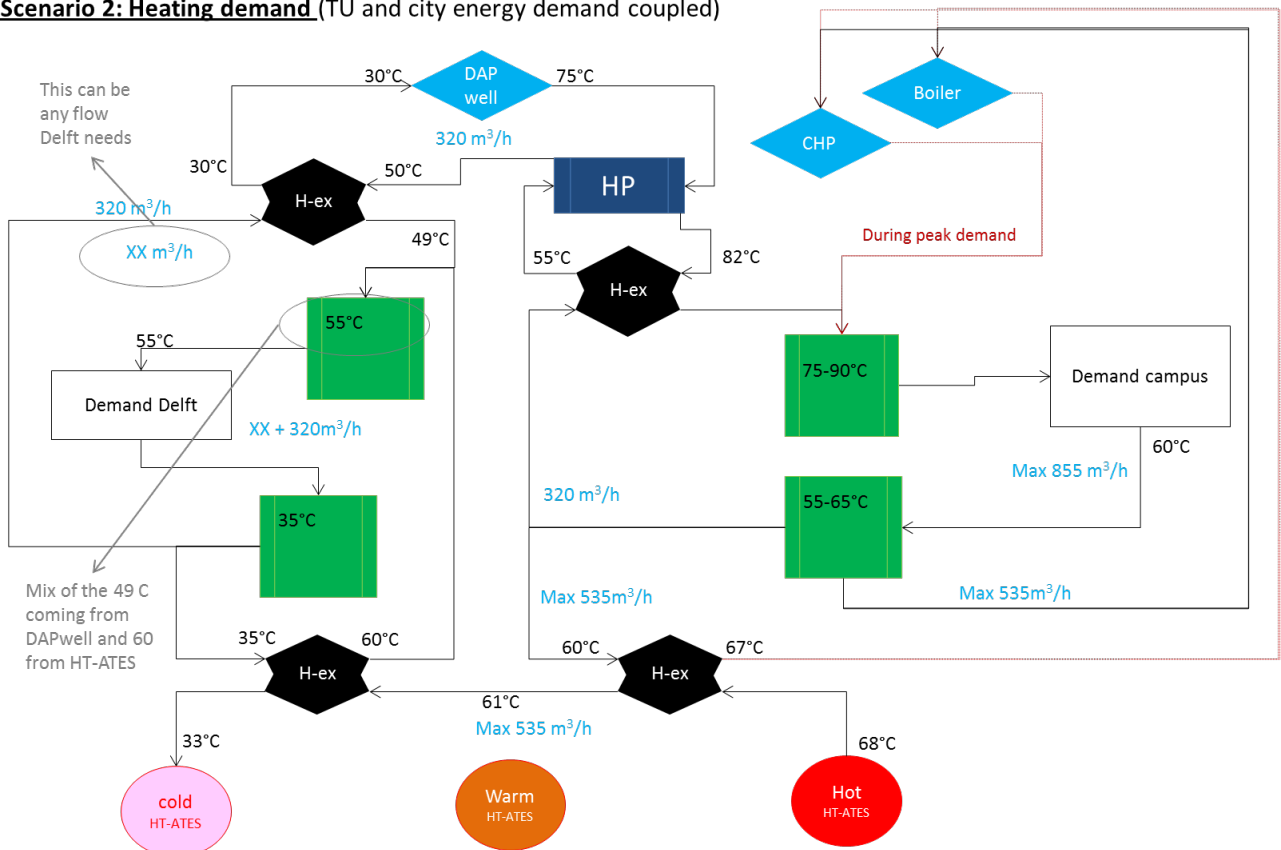 Scenario 2: Heating demand (TU and city energy demand coupled)
This can be
any flow
Delft needs
30°C
DAP
well
75°C
Boiler
CHP
320 m³/h
30°C
50°C
H-ex
HP
320 m³/h
XX m³/h
49°C
During peak demand
55°C
82°C
H-ex
55°C
55°C
75-90°C
Demand campus
Demand Delft
XX + 320m³/h
60°C
Max 855 m³/h
320 m³/h
55-65°C
35°C
Mix of the 49 C
coming from
DAPwell and 60
from HT-ATES
Max 535m³/h
Max 535m³/h
35°C
60°C
H-ex
60°C
67°C
H-ex
61°C
Max 535 m³/h
33°C
68°C
cold
HT-ATES
Warm
HT-ATES
Hot
HT-ATES